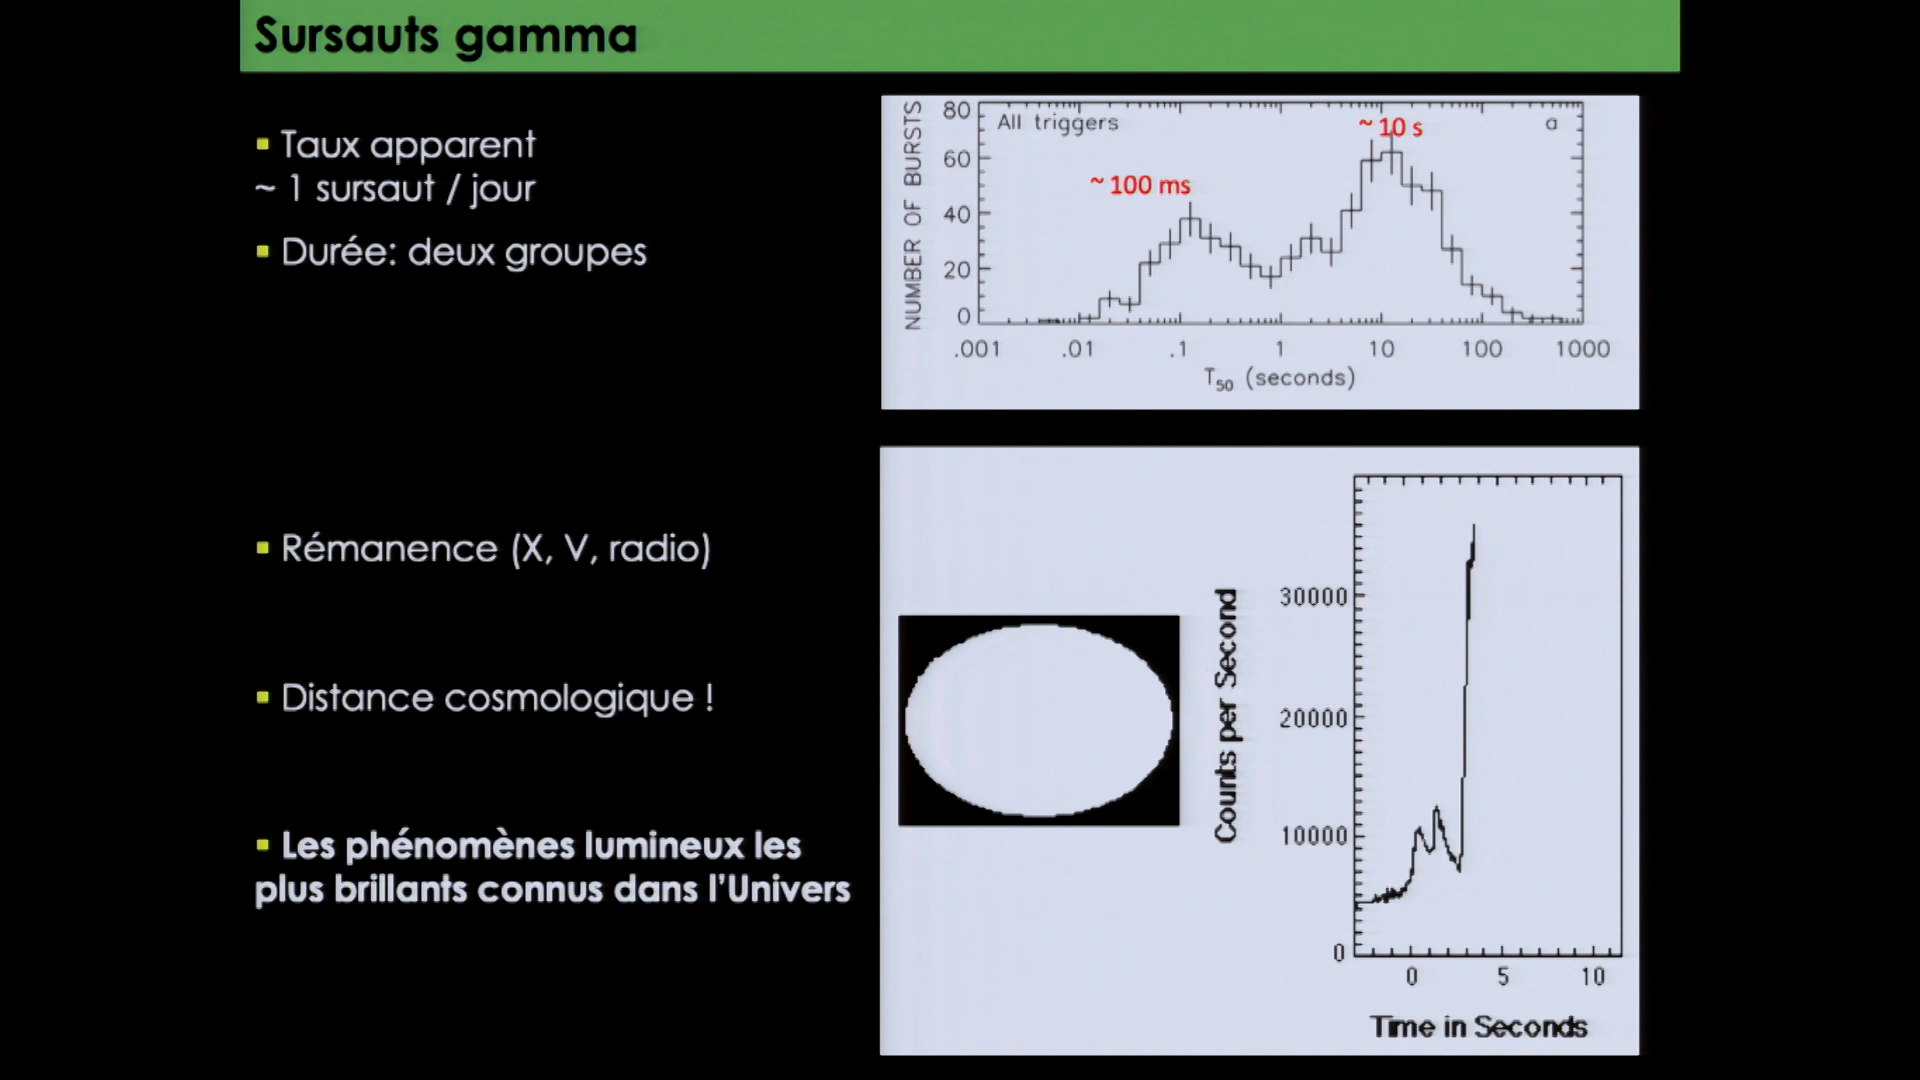 Sursauts gamma
▪ Taux apparent
~ 1 sursaut / jour
▪ Durée: deux groupes
▪ Rémanence (X, V, radio)
▪ Distance cosmologique !
▪ Les phénomènes lumineux les
plus brillants connus dans l'Univers
NUMBER OF BURSTS
80
60
40
20
0
All triggers
a
~ 100 ms
~ 10 s
.001 .01 .1 1 10 100 1000
T50 (seconds)
Counts per Second
30000
20000
10000
0
0 5 10
Time in Seconds